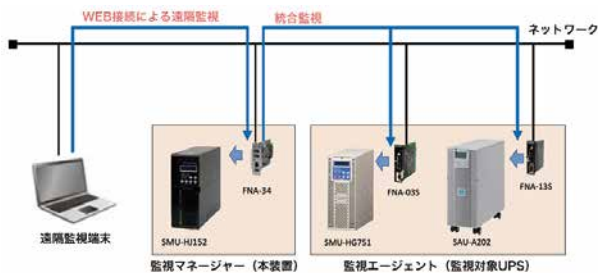 WEB接続による遠隔監視
統合監視
ネットワーク
FNA-34
FNA-03S
FNA-13S
遠隔監視端末
SMU-HJ152
SMU-HG751
SAU-A202
監視マネージャー（本装置）
監視エージェント（監視対象UPS）